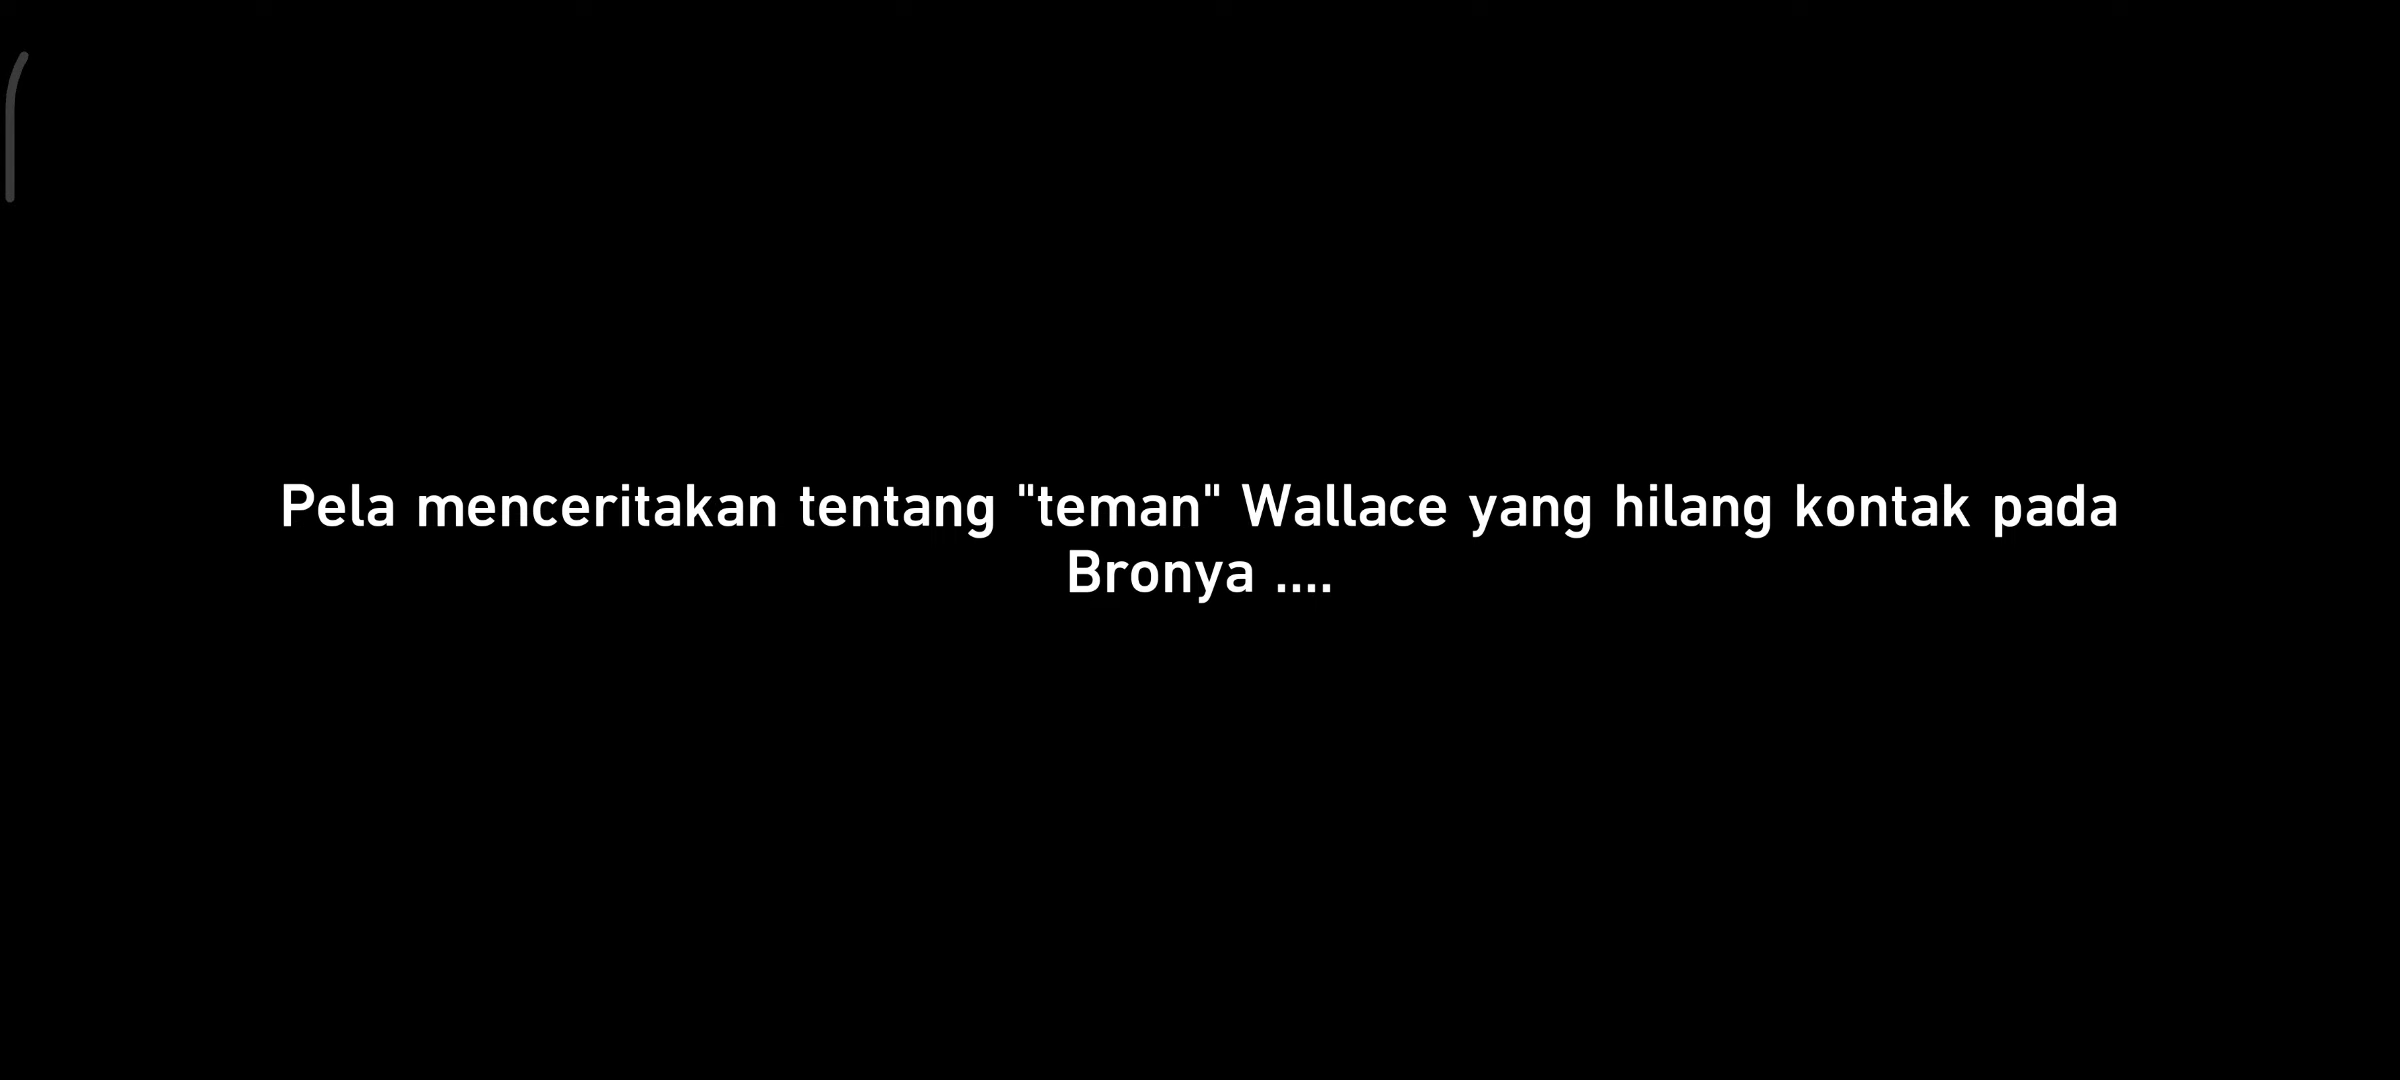 Pela menceritakan tentang "teman" Wallace yang hilang kontak pada
Bronya ....